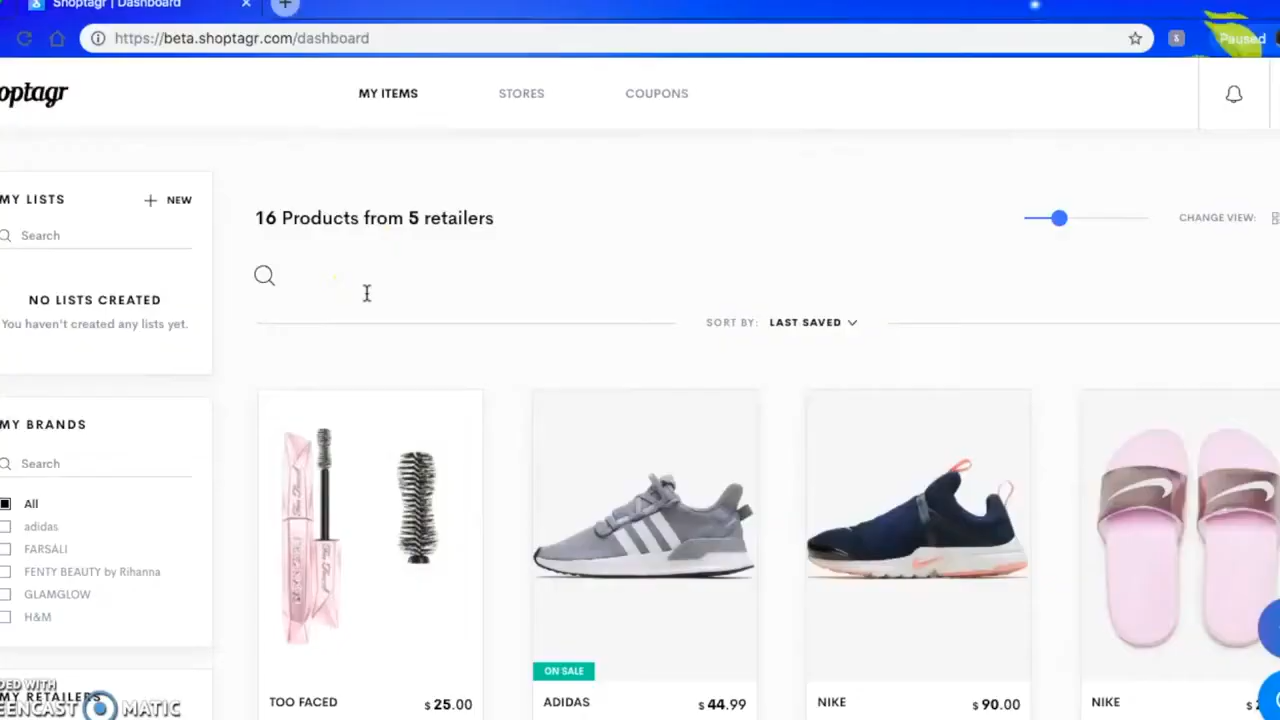 Shoptagr | Dashboard
https://beta.shoptagr.com/dashboard
Paused
optagr
MY ITEMS
STORES
COUPONS
MY LISTS
NEW
Search
NO LISTS CREATED
You haven't created any lists yet.
16 Products from 5 retailers
CHANGE VIEW:
SORT BY: LAST SAVED
MY BRANDS
Search
All
adidas
FARSÁLI
FENTY BEAUTY by Rihanna
GLAMGLOW
H&M
MY RETAILERS
DED WITH
EENCAST MATIC
TOO FACED
$ 25.00
ON SALE
ADIDAS
$ 44.99
NIKE
$ 90.00
NIKE